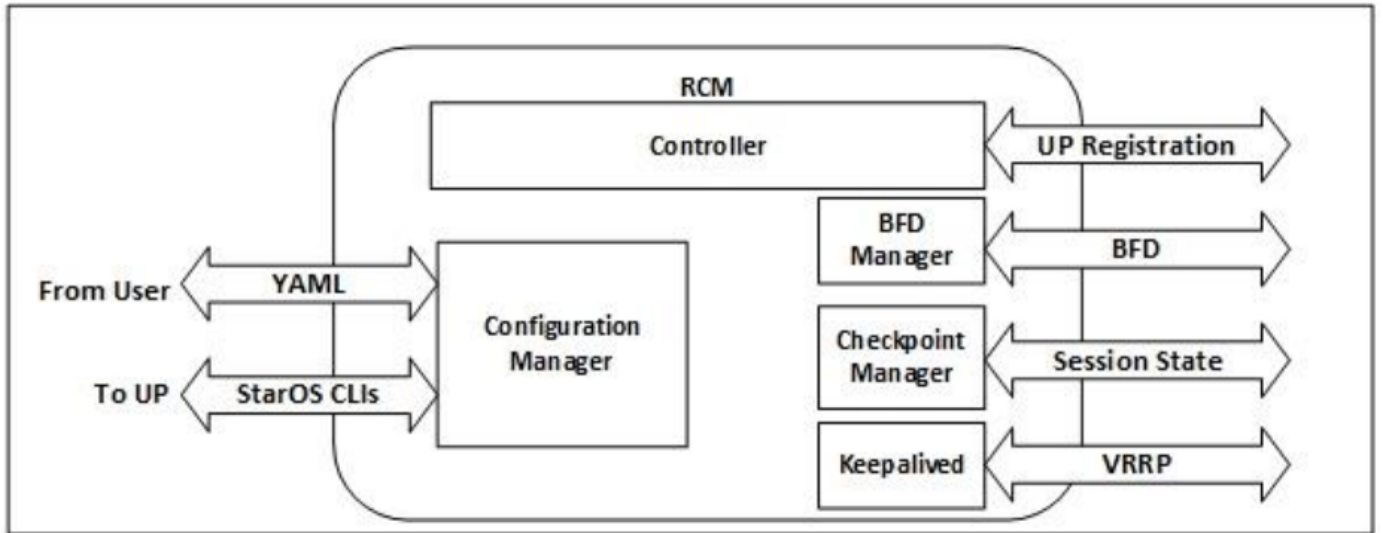 RCM
Controller
UP Registration
BFD
Manager
BFD
From User
YAML
Configuration
Manager
Checkpoint
Manager
Session State
To UP
StarOS CLIs
Keepalived
VRRP